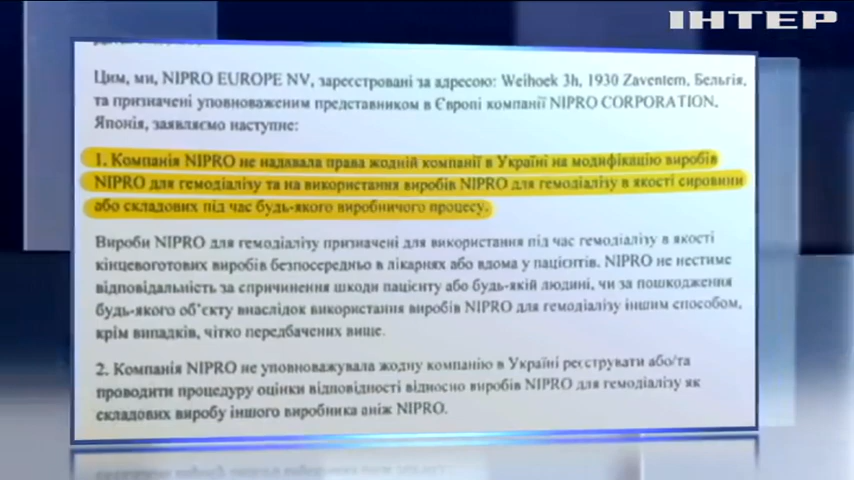 ІНТЕР
Цим, ми, NIPRO EUROPE NV, зареєстровані за адресою: Weihoek 3h, 1930 Zaventem, Бельгія,
та призначені уповноваженим представником в Європі компанії NIPRO CORPORATION,
Японія, заявляємо наступне:
1. Компанія NIPRO не надавала права жодній компанії в Україні на модифікацію виробів
NIPRO для гемодіалізу та на використання виробів NIPRO для гемодіалізу в якості сировини
або складових під час будь-якого виробничого процесу.
Вироби NIPRO для гемодіалізу призначені для використання під час гемодіалізу в якості
кінцевоготових виробів безпосередньо в лікарнях або вдома у пацієнтів. NIPRO не нестиме
відповідальність за спричинення шкоди пацієнту або будь-якій людині, чи за пошкодження
будь-якого об'єкту внаслідок використання виробів NIPRO для гемодіалізу іншим способом,
крім випадків, чітко передбачених вище.
2. Компанія NIPRO не уповноважувала жодну компанію в Україні реєструвати або/та
проводити процедуру оцінки відповідності відносно виробів NIPRO для гемодіалізу як
складових виробу іншого виробника аніж NIPRO.